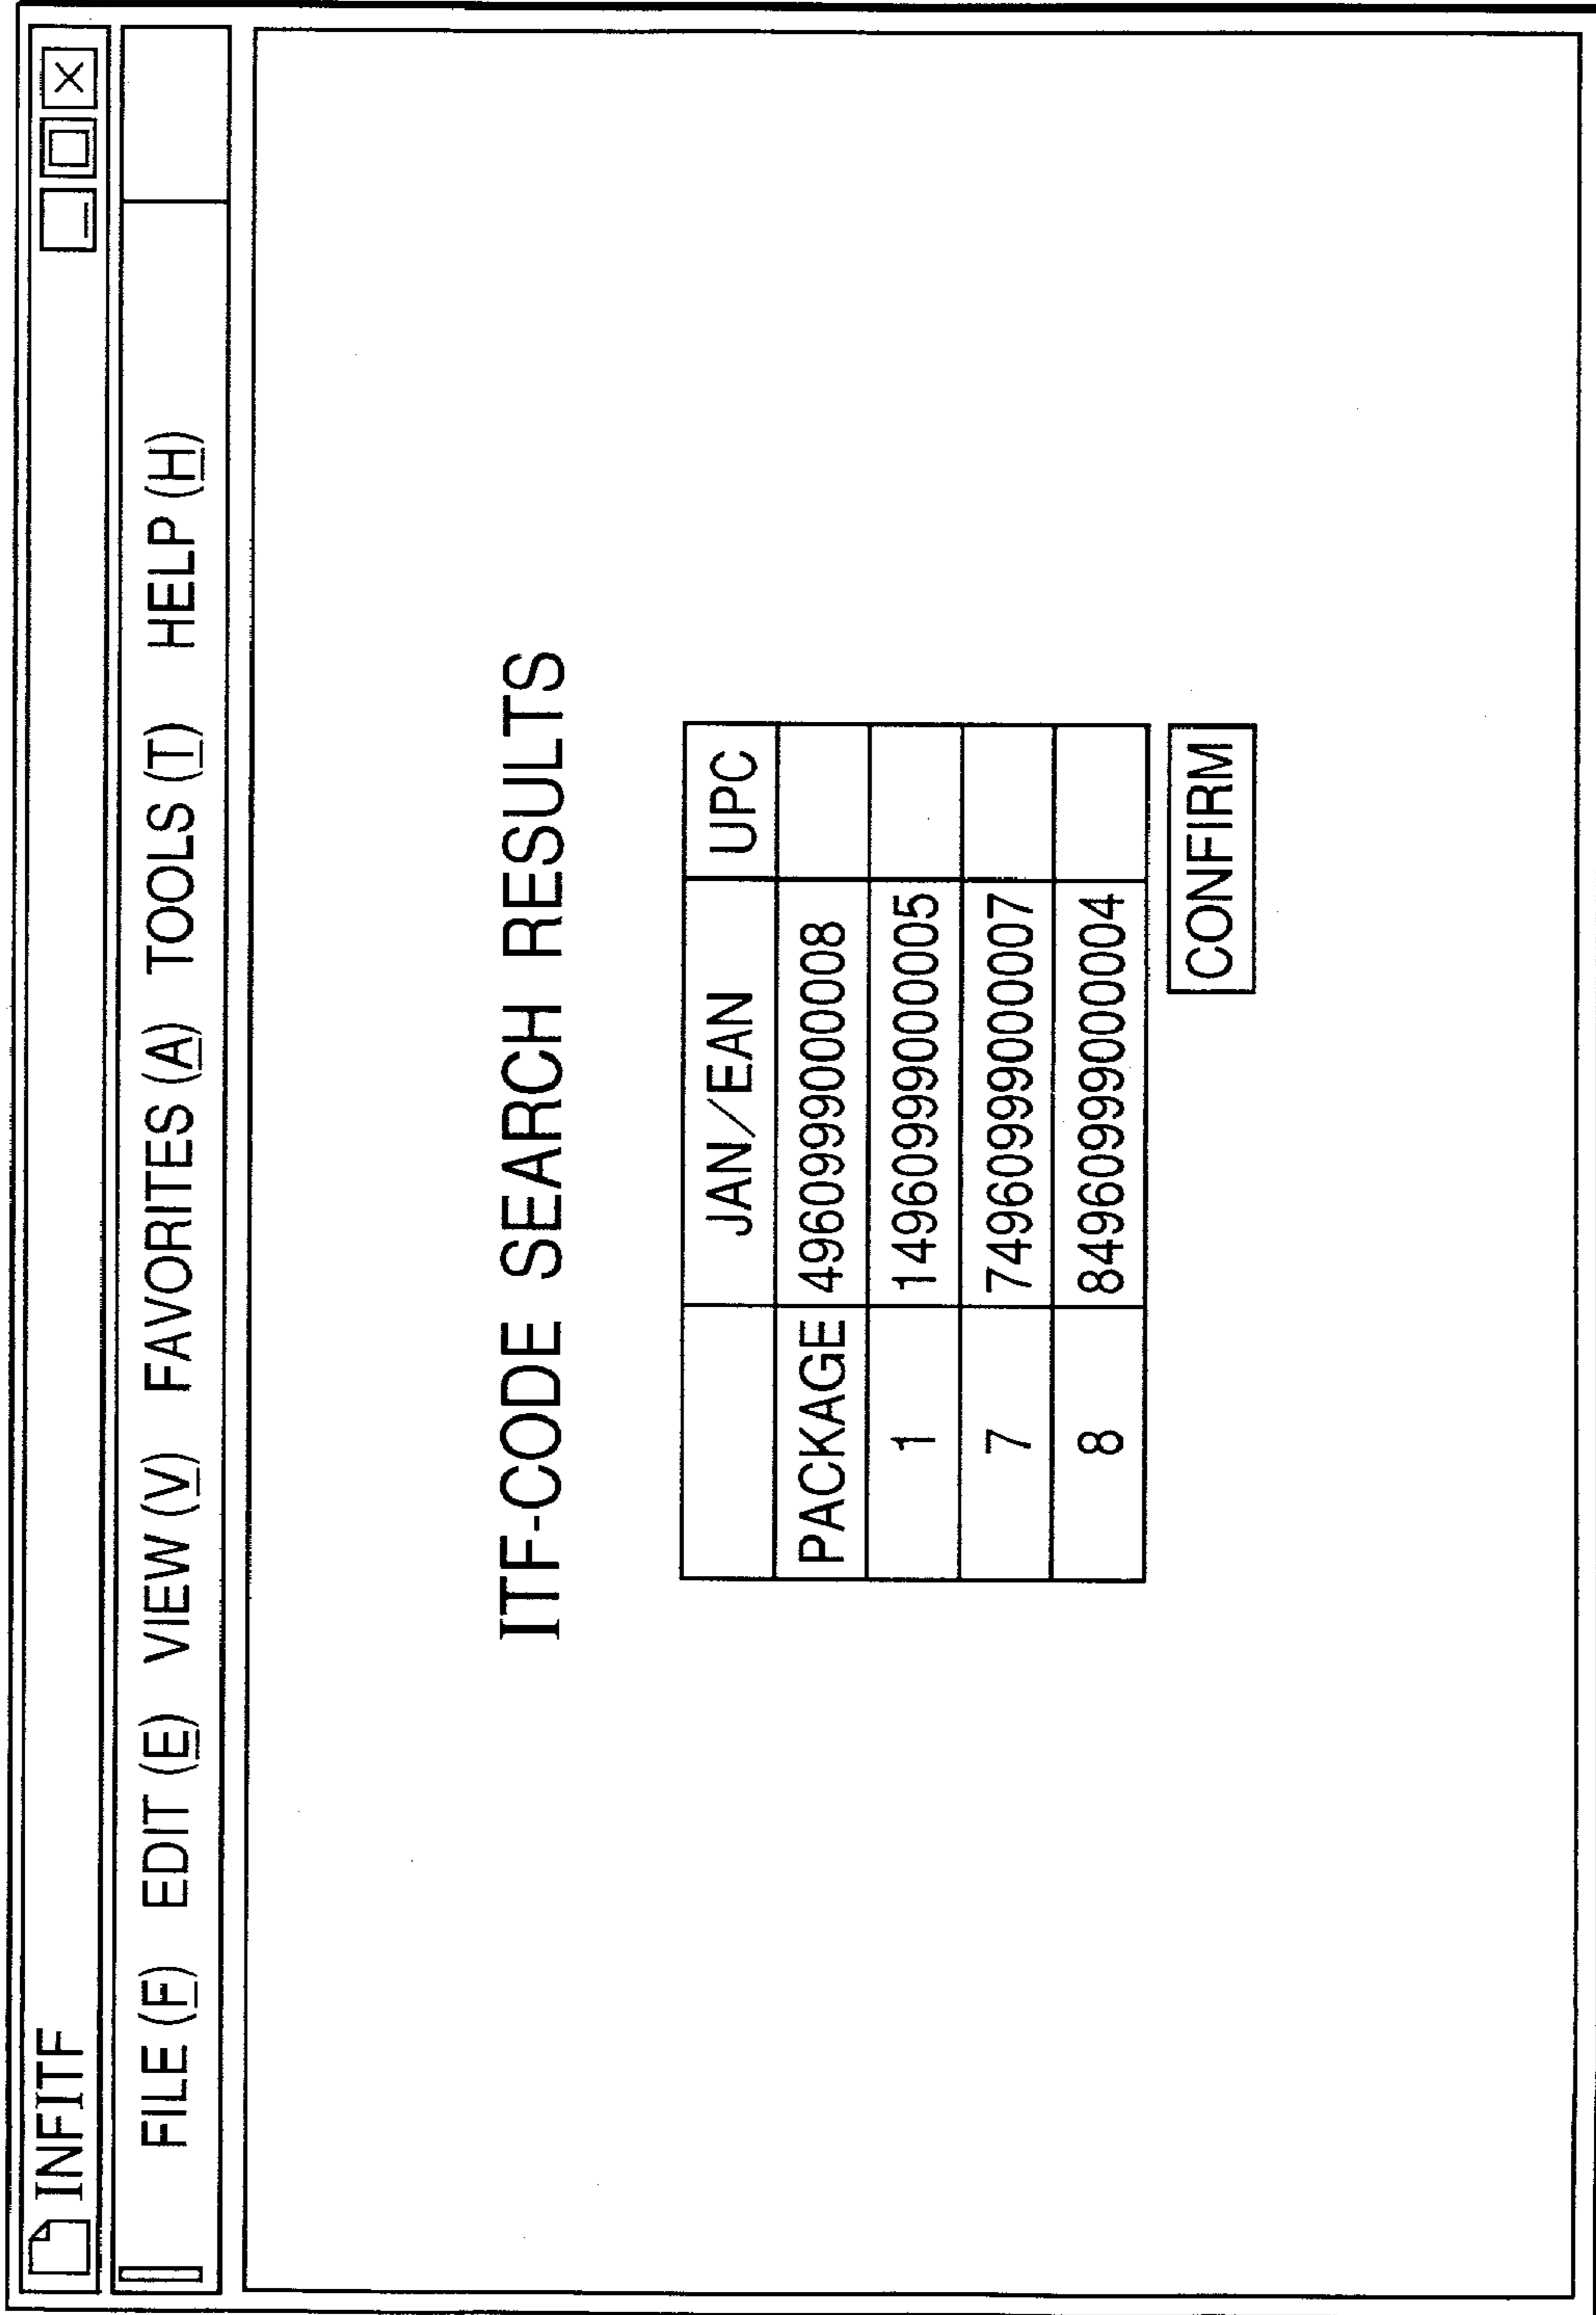 INFITF
FILE (F) EDIT (E) VIEW (V) FAVORITES (A) TOOLS (T) HELP (H)
ITF-CODE SEARCH RESULTS
JAN/EAN UPC
PACKAGE 4960999000008
1 14960999000005
7 74960999000007
8 84960999000004
CONFIRM